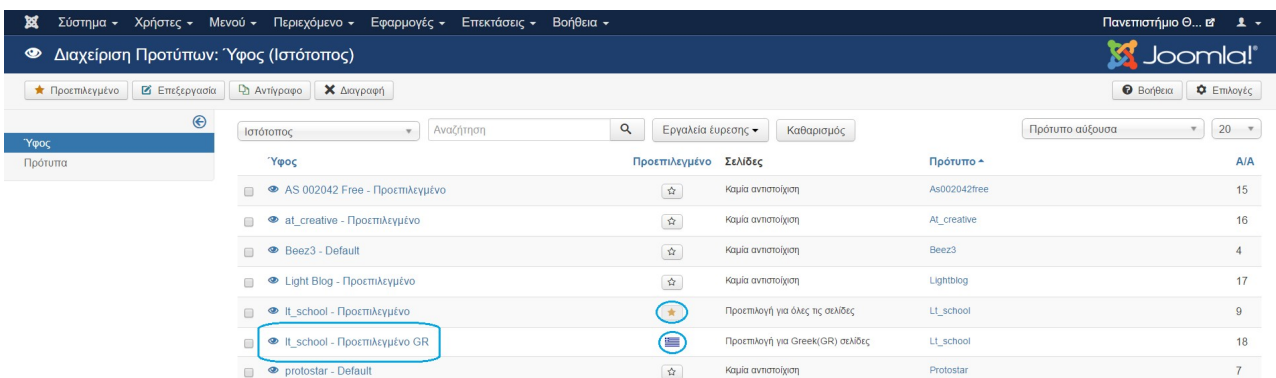 Σύστημα Χρήστες Μενού Περιεχόμενο Εφαρμογές Επεκτάσεις Βοήθεια Πανεπιστήμιο Θ...
Διαχείριση Προτύπων: Ύφος (Ιστότοπος) Joomla!®
Προεπιλεγμένο Επεξεργασία Αντίγραφο Διαγραφή Βοήθεια Επιλογές
Ύφος
Πρότυπα
Ιστότοπος Αναζήτηση Εργαλεία έυρεσης Καθαρισμός Πρότυπο αύξουσα 20
Ύφος Προεπιλεγμένο Σελίδες Πρότυπο Α/Α
AS 002042 Free - Προεπιλεγμένο Καμία αντιστοίχιση As002042free 15
at_creative - Προεπιλεγμένο Καμία αντιστοίχιση At_creative 16
Beez3 - Default Καμία αντιστοίχιση Beez3 4
Light Blog - Προεπιλεγμένο Καμία αντιστοίχιση Lightblog 17
lt_school - Προεπιλεγμένο Προεπιλογή για όλες τις σελίδες Lt_school 9
lt_school - Προεπιλεγμένο GR Προεπιλογή για Greek(GR) σελίδες Lt_school 18
protostar - Default Καμία αντιστοίχιση Protostar 7